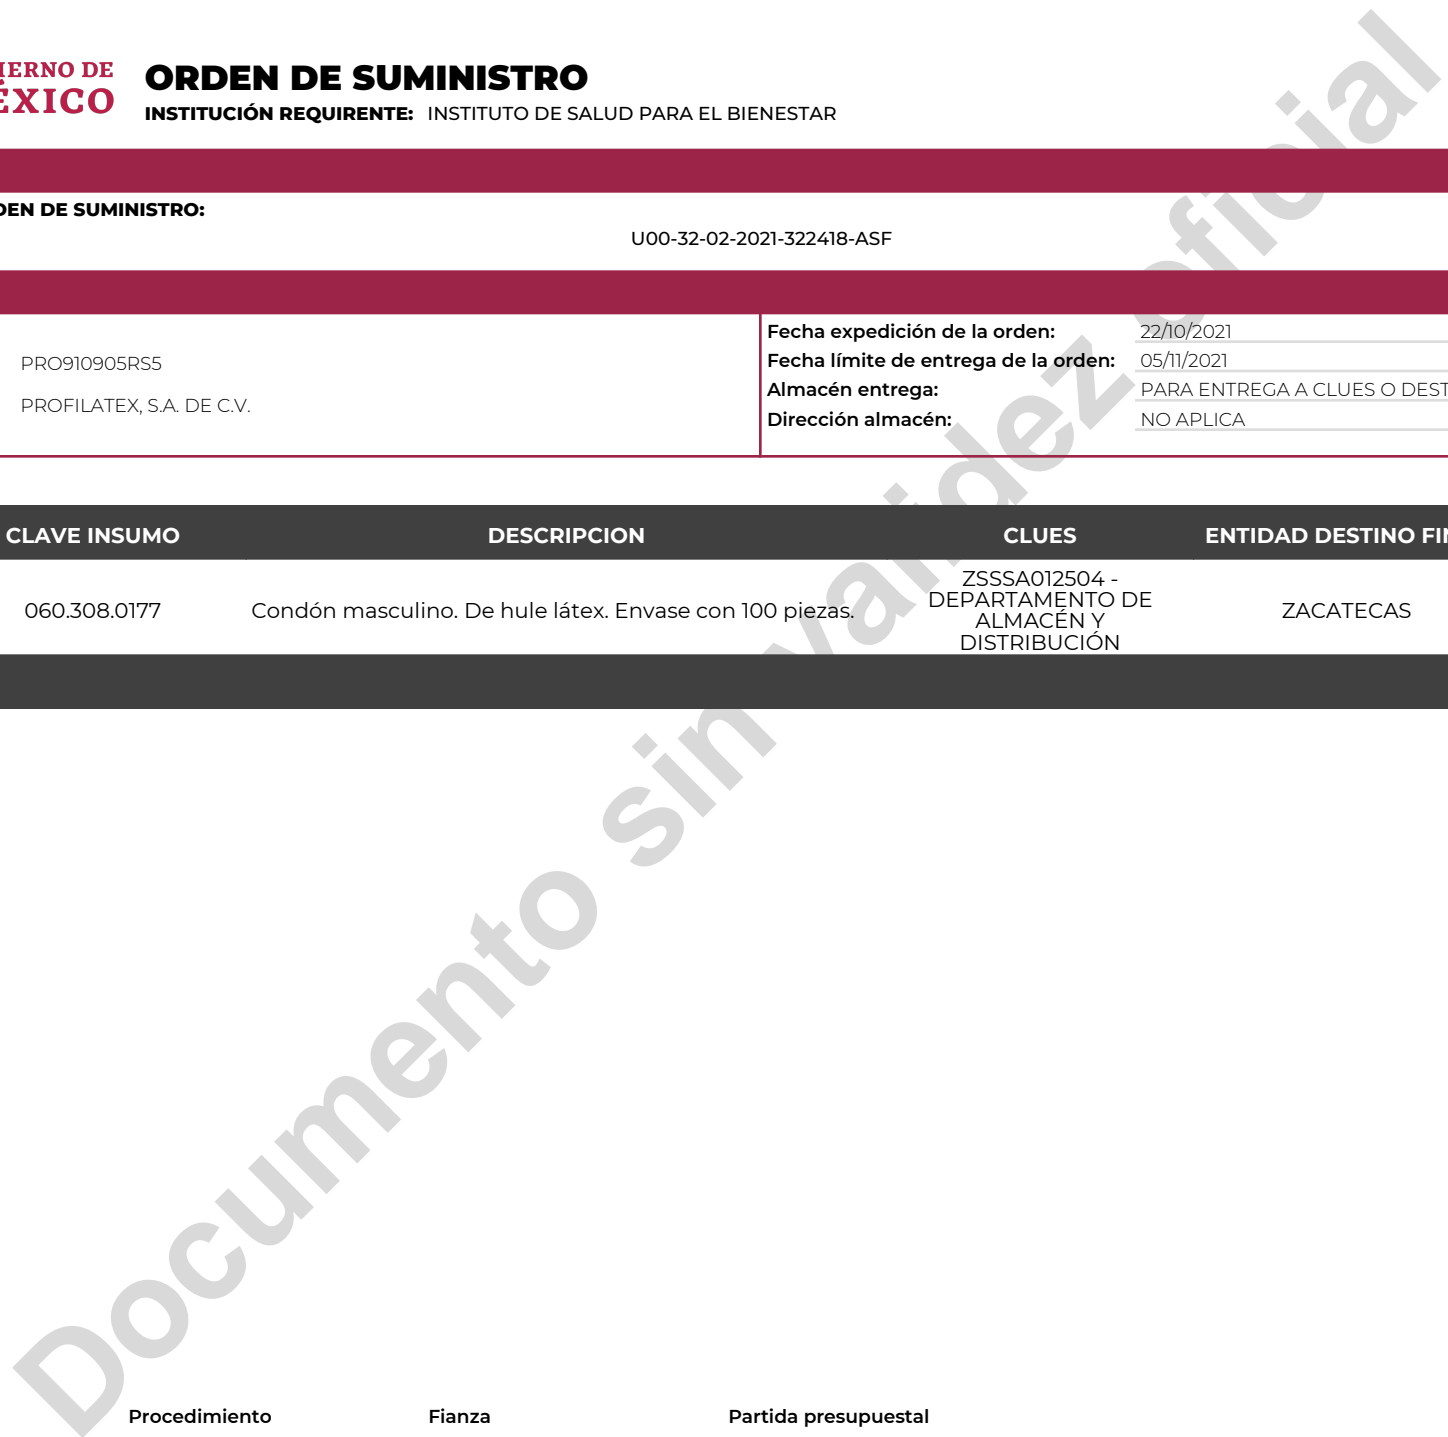 IERNO DE
ÉXICO
ORDEN DE SUMINISTRO
INSTITUCIÓN REQUIRENTE: INSTITUTO DE SALUD PARA EL BIENESTAR
DEN DE SUMINISTRO:
U00-32-02-2021-322418-ASF
PRO910905RS5
PROFILATEX, S.A. DE C.V.
Fecha expedición de la orden: 22/10/2021
Fecha límite de entrega de la orden: 05/11/2021
Almacén entrega: PARA ENTREGA A CLUES O DEST
Dirección almacén: NO APLICA
CLAVE INSUMO DESCRIPCION CLUES ENTIDAD DESTINO FIN
060.308.0177 Condón masculino. De hule látex. Envase con 100 piezas.
ZSSSA012504 -
DEPARTAMENTO DE
ALMACÉN Y
DISTRIBUCIÓN
ZACATECAS
Documento sin validez oficial
Procedimiento Fianza Partida presupuestal